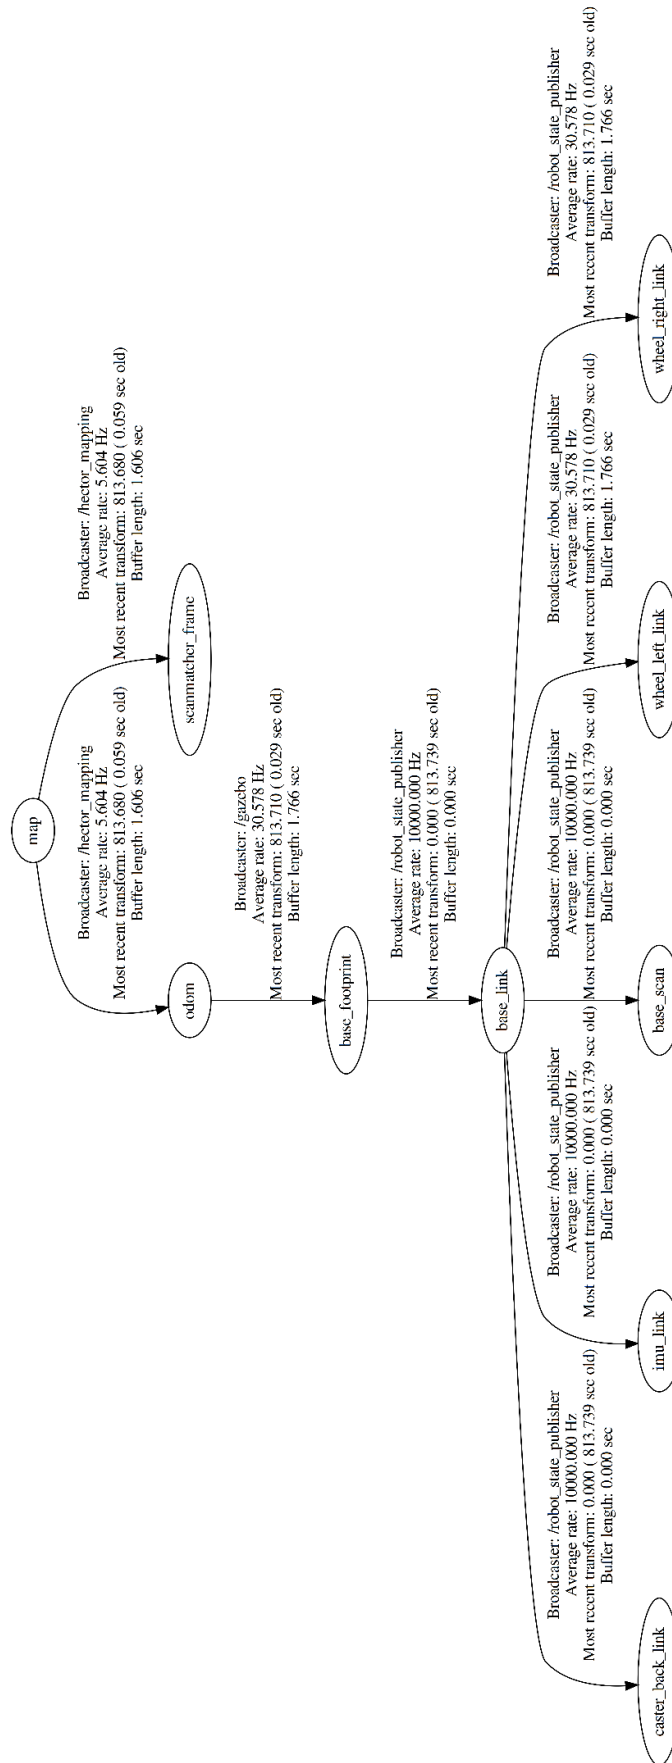 map
Broadcaster: /hector_mapping
Average rate: 5.604 Hz
Most recent transform: 813.680 ( 0.059 sec old)
Buffer length: 1.606 sec
Broadcaster: /hector_mapping
Average rate: 5.604 Hz
Most recent transform: 813.680 ( 0.059 sec old)
Buffer length: 1.606 sec
odom
scanmatcher_frame
Broadcaster: /gazebo
Average rate: 30.578 Hz
Most recent transform: 813.710 ( 0.029 sec old)
Buffer length: 1.766 sec
base_footprint
Broadcaster: /robot_state_publisher
Average rate: 10000.000 Hz
Most recent transform: 0.000 ( 813.739 sec old)
Buffer length: 0.000 sec
base_link
Broadcaster: /robot_state_publisher
Average rate: 10000.000 Hz
Most recent transform: 0.000 ( 813.739 sec old)
Buffer length: 0.000 sec
Broadcaster: /robot_state_publisher
Average rate: 10000.000 Hz
Most recent transform: 0.000 ( 813.739 sec old)
Buffer length: 0.000 sec
Broadcaster: /robot_state_publisher
Average rate: 10000.000 Hz
Most recent transform: 0.000 ( 813.739 sec old)
Buffer length: 0.000 sec
Broadcaster: /robot_state_publisher
Average rate: 30.578 Hz
Most recent transform: 813.710 ( 0.029 sec old)
Buffer length: 1.766 sec
Broadcaster: /robot_state_publisher
Average rate: 30.578 Hz
Most recent transform: 813.710 ( 0.029 sec old)
Buffer length: 1.766 sec
caster_back_link
imu_link
base_scan
wheel_left_link
wheel_right_link